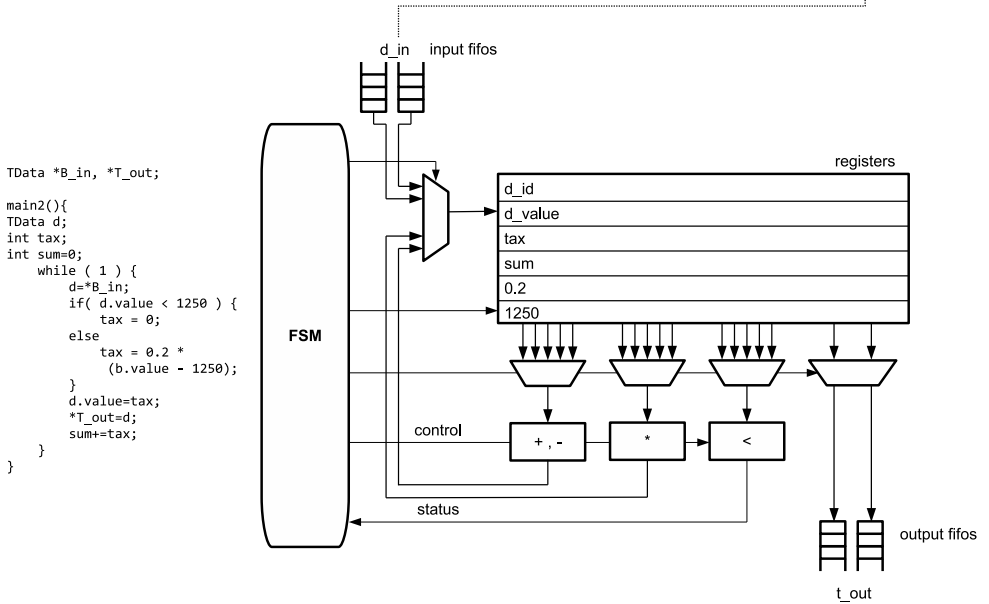 d_in input fifos
TData *B_in, *T_out;
main2(){
TData d;
int tax;
int sum=0;
while ( 1 ) {
d=*B_in;
if( d.value < 1250 ) {
tax = 0;
else
tax = 0.2 *
(b.value - 1250);
}
d.value=tax;
*T_out=d;
sum+=tax;
}
}
FSM
registers
d_id
d_value
tax
sum
0.2
1250
control
+ , -
*
<
status
output fifos
t_out